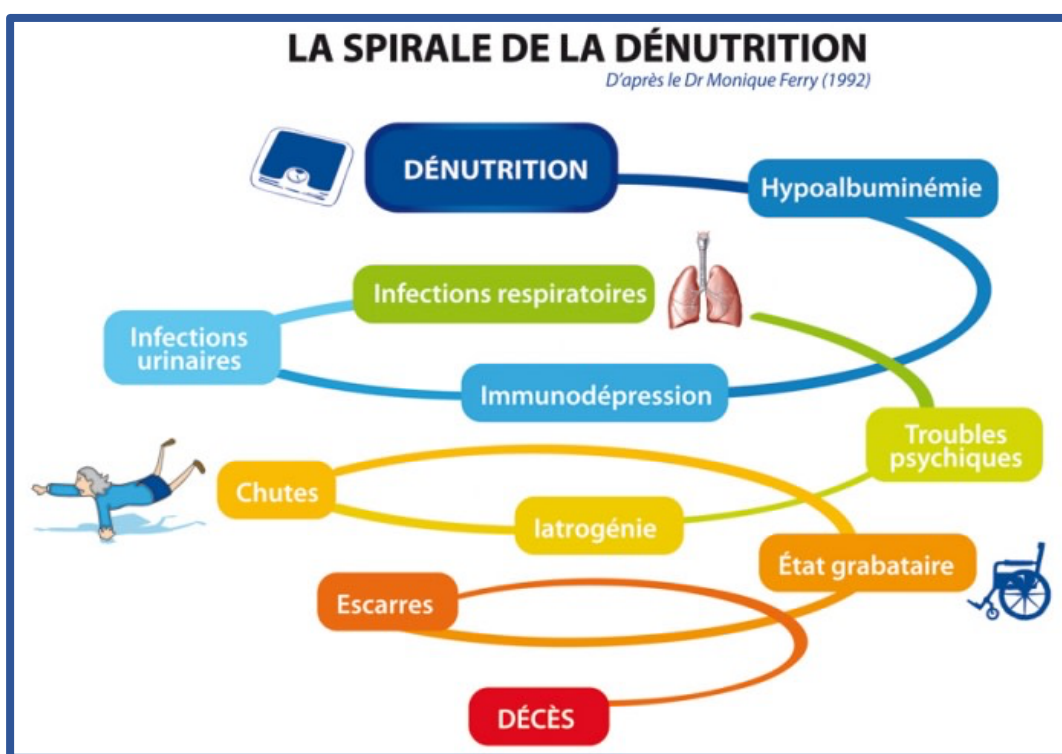 LA SPIRALE DE LA DÉNUTRITION
D'après le Dr Monique Ferry (1992)
DÉNUTRITION
Hypoalbuminémie
Immunodépression
Infections
urinaires
Infections respiratoires
Troubles
psychiques
Iatrogénie
Chutes
État grabataire
Escarres
DÉCÈS